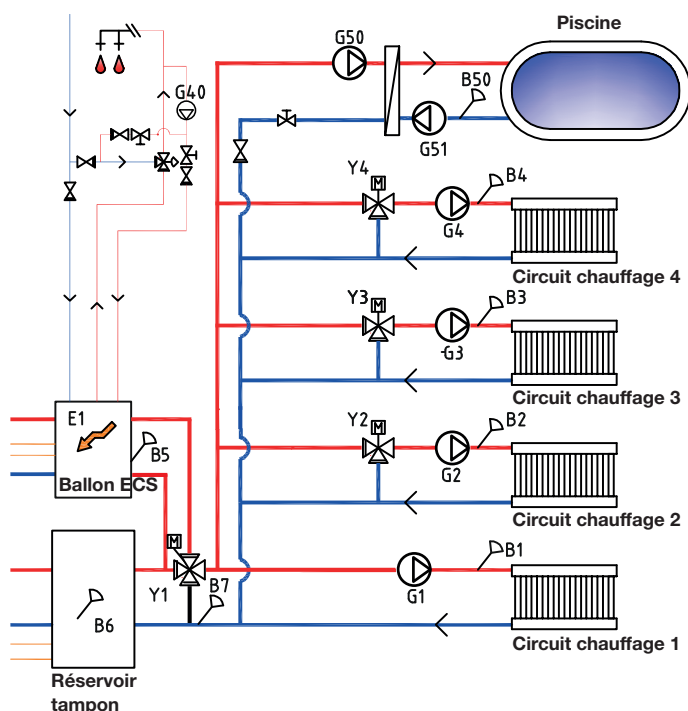 Piscine
G50
B50
G40
G51
Y4
M
B4
G4
Circuit chauffage 4
Y3
M
B3
G3
Circuit chauffage 3
E1
B5
Ballon ECS
Y2
M
B2
G2
Circuit chauffage 2
M
Y1
B7
B1
G1
B6
Circuit chauffage 1
Réservoir
tampon